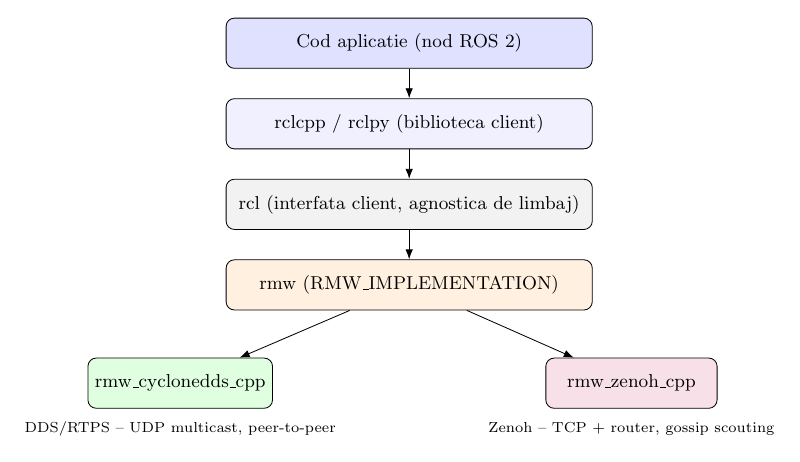 Cod aplicatie (nod ROS 2)
rclcpp / rclpy (biblioteca client)
rcl (interfata client, agnostica de limbaj)
rmw (RMW_IMPLEMENTATION)
rmw_cyclonedds_cpp
rmw_zenoh_cpp
DDS/RTPS – UDP multicast, peer-to-peer
Zenoh – TCP + router, gossip scouting